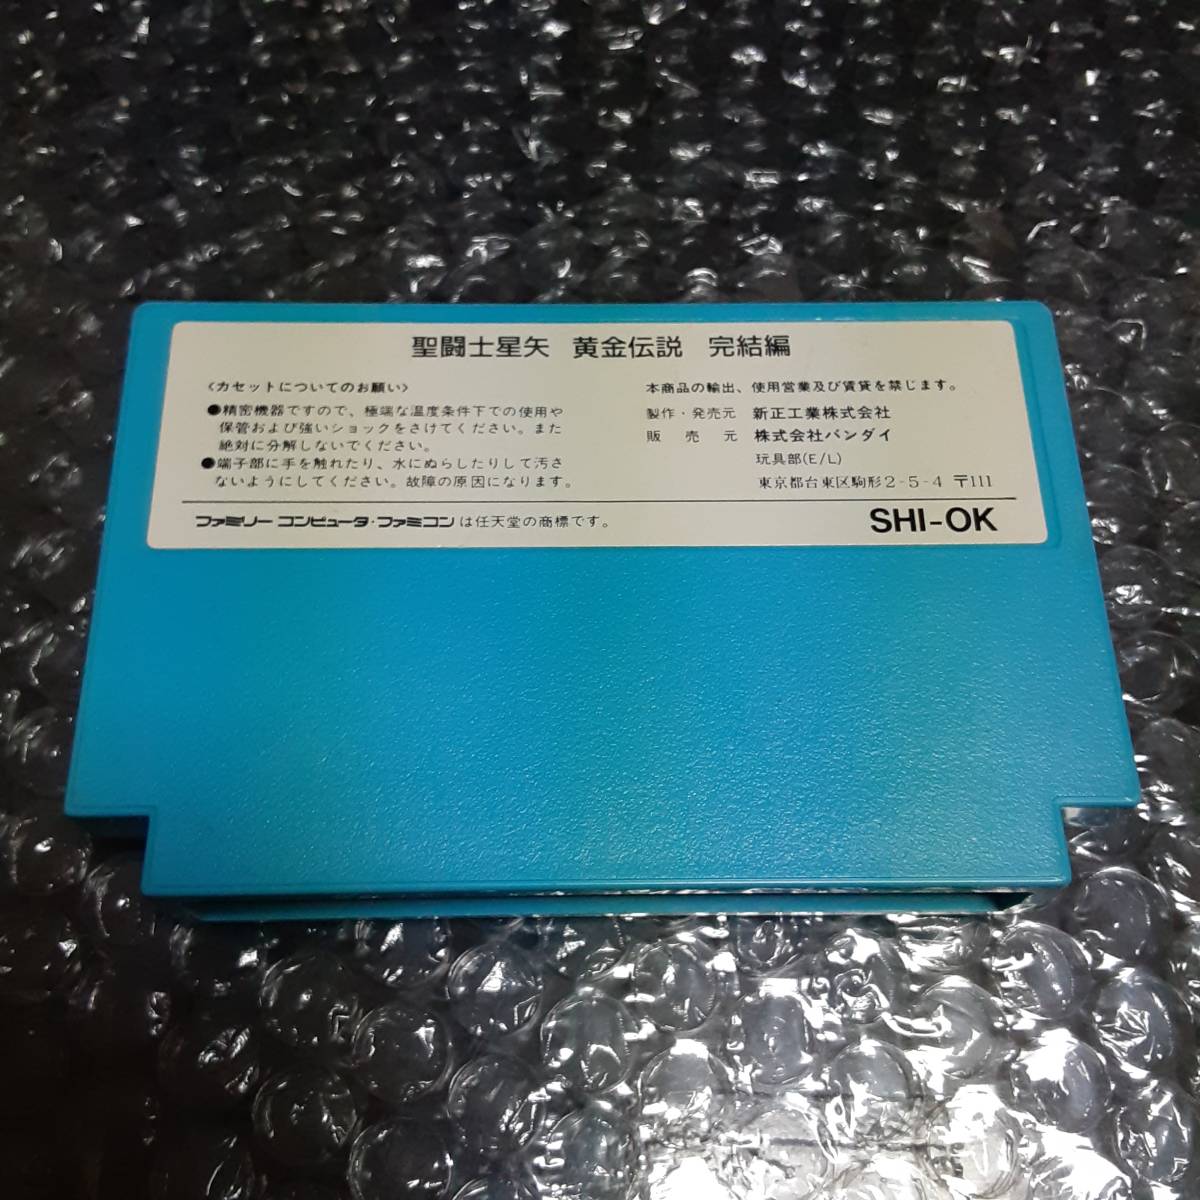 聖闘士星矢 黄金伝説 完結編
〈カセットについてのお願い〉
●精密機器ですので、極端な温度条件下での使用や
保管および強いショックをさけてください。また
絶対に分解しないでください。
●端子部に手を触れたり、水にぬらしたりして汚さ
ないようにしてください。故障の原因になります。
本商品の輸出、使用営業及び賃貸を禁じます。
製作・発売元 新正工業株式会社
販売元 株式会社バンダイ
玩具部(E/L)
東京都台東区駒形2-5-4 〒111
ファミリー コンピュータ・ファミコンは任天堂の商標です。
SHI-OK